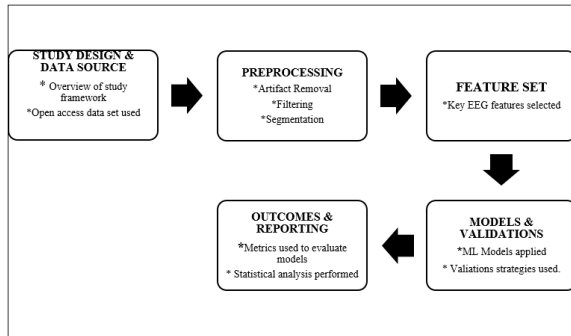 STUDY DESIGN &
DATA SOURCE
* Overview of study
framework
*Open access data set used
PREPROCESSING
*Artifact Removal
*Filtering
*Segmentation
FEATURE SET
*Key EEG features selected
MODELS &
VALIDATIONS
*ML Models applied
* Valiations strategies used.
OUTCOMES &
REPORTING
*Metrics used to evaluate
models
* Statistical analysis performed